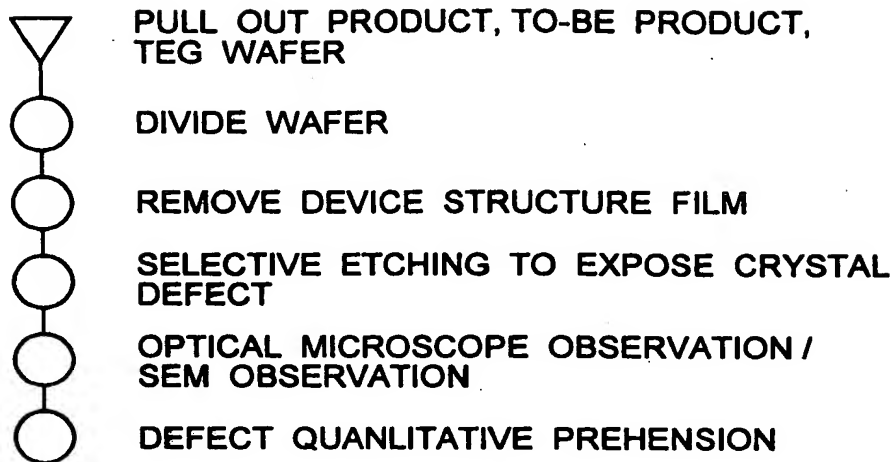 PULL OUT PRODUCT, TO-BE PRODUCT,
TEG WAFER
DIVIDE WAFER
REMOVE DEVICE STRUCTURE FILM
SELECTIVE ETCHING TO EXPOSE CRYSTAL
DEFECT
OPTICAL MICROSCOPE OBSERVATION /
SEM OBSERVATION
DEFECT QUANLITATIVE PREHENSION